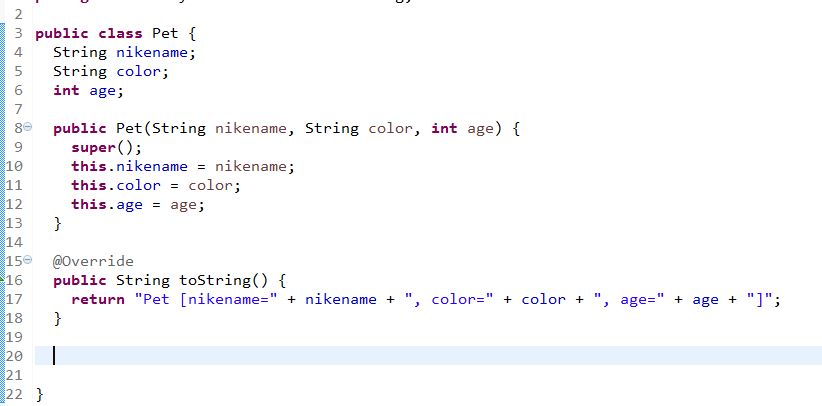 2
3 public class Pet {
4 String nikename;
5 String color;
6 int age;
7
8 public Pet(String nikename, String color, int age) {
9 super();
10 this.nikename = nikename;
11 this.color = color;
12 this.age = age;
13 }
14
15 @Override
16 public String toString() {
17 return "Pet [nikename=" + nikename + ", color=" + color + ", age=" + age + "]";
18 }
19
20
21
22 }